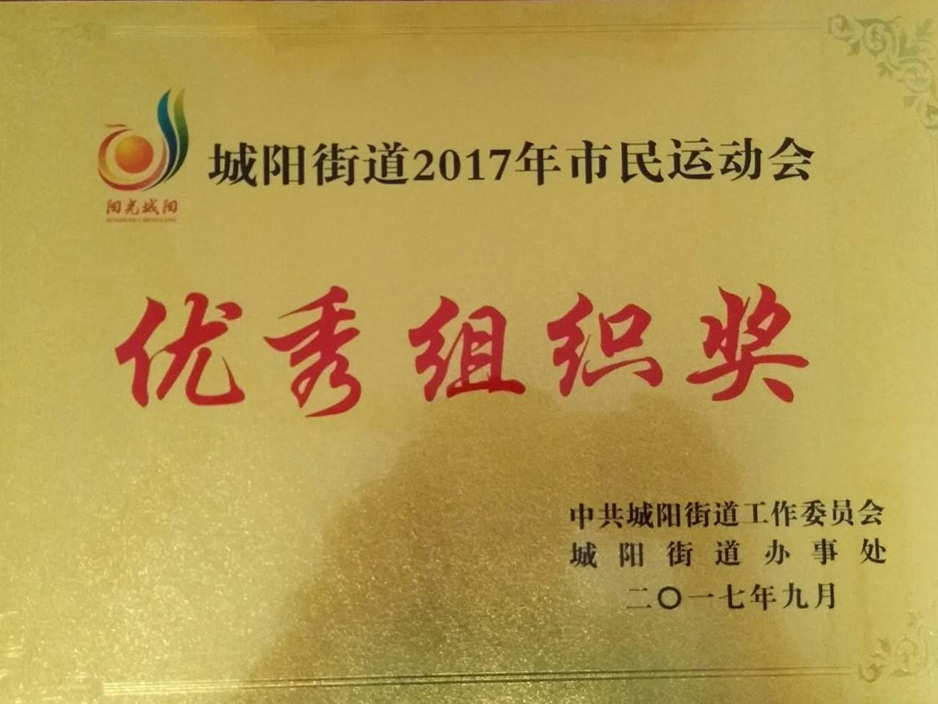 城阳街道2017年市民运动会
阳光城阳
优秀组织奖
中共城阳街道工作委员会
城阳街道办事处
二〇一七年九月